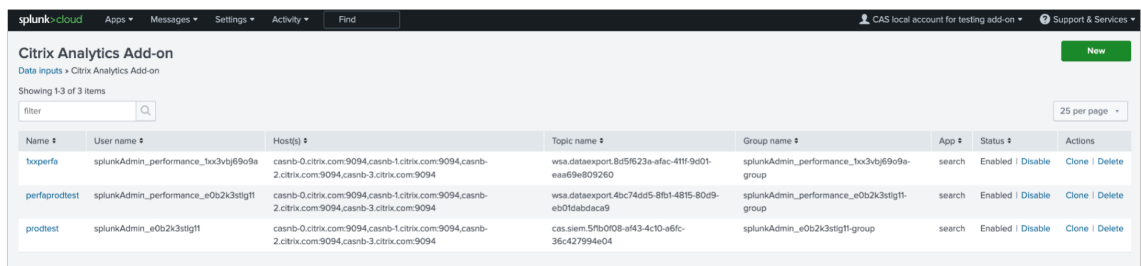 splunk>cloud Apps Messages Settings Activity Find CAS local account for testing add-on Support & Services
Citrix Analytics Add-on New
Data inputs » Citrix Analytics Add-on
Showing 1-3 of 3 items
filter 25 per page
Name User name Host(s) Topic name Group name App Status Actions
1xxperfa splunkAdmin_performance_1xx3vbj69o9a casnb-0.citrix.com:9094,casnb-1.citrix.com:9094,casnb- wsa.dataexport.8d5f623a-afac-411f-9d01- splunkAdmin_performance_1xx3vbj69o9a- search Enabled | Disable Clone | Delete
2.citrix.com:9094,casnb-3.citrix.com:9094 eaa69e809260 group
perfaprodtest splunkAdmin_performance_e0b2k3stlg11 casnb-0.citrix.com:9094,casnb-1.citrix.com:9094,casnb- wsa.dataexport.4bc74dd5-8fb1-4815-80d9- splunkAdmin_performance_e0b2k3stlg11- search Enabled | Disable Clone | Delete
2.citrix.com:9094,casnb-3.citrix.com:9094 eb01dabdaca9 group
prodtest splunkAdmin_e0b2k3stlg11 casnb-0.citrix.com:9094,casnb-1.citrix.com:9094,casnb- cas.siem.5f1b0f08-af43-4c10-a6fc- splunkAdmin_e0b2k3stlg11-group search Enabled | Disable Clone | Delete
2.citrix.com:9094,casnb-3.citrix.com:9094 36c427994e04